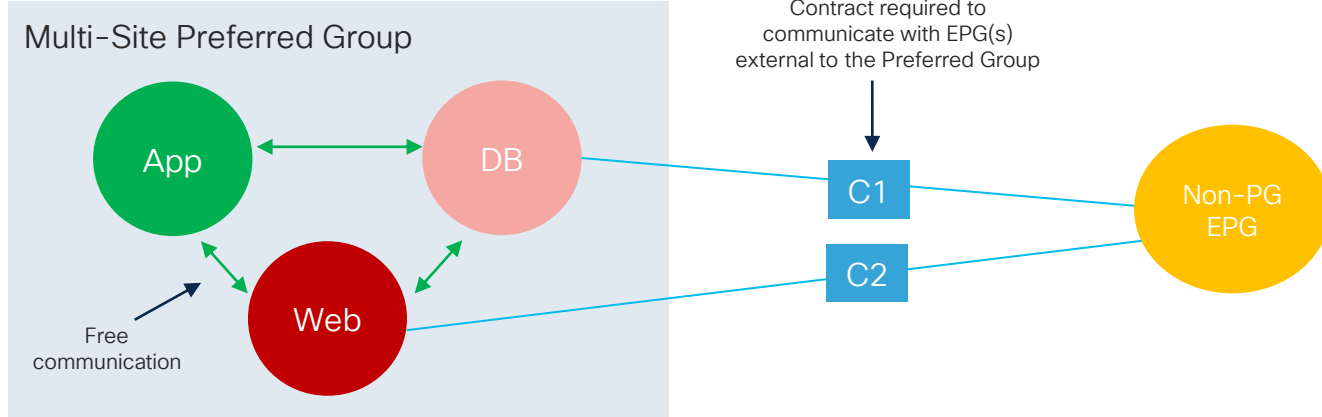 Contract required to
communicate with EPG(s)
external to the Preferred Group
Multi-Site Preferred Group
App
DB
C1
Non-PG
EPG
C2
Web
Free
communication